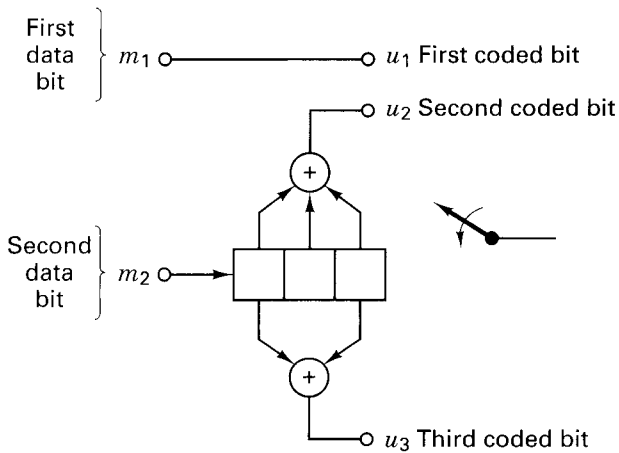 First
data
bit
m1
u1 First coded bit
u2 Second coded bit
+
Second
data
bit
m2
+
u3 Third coded bit